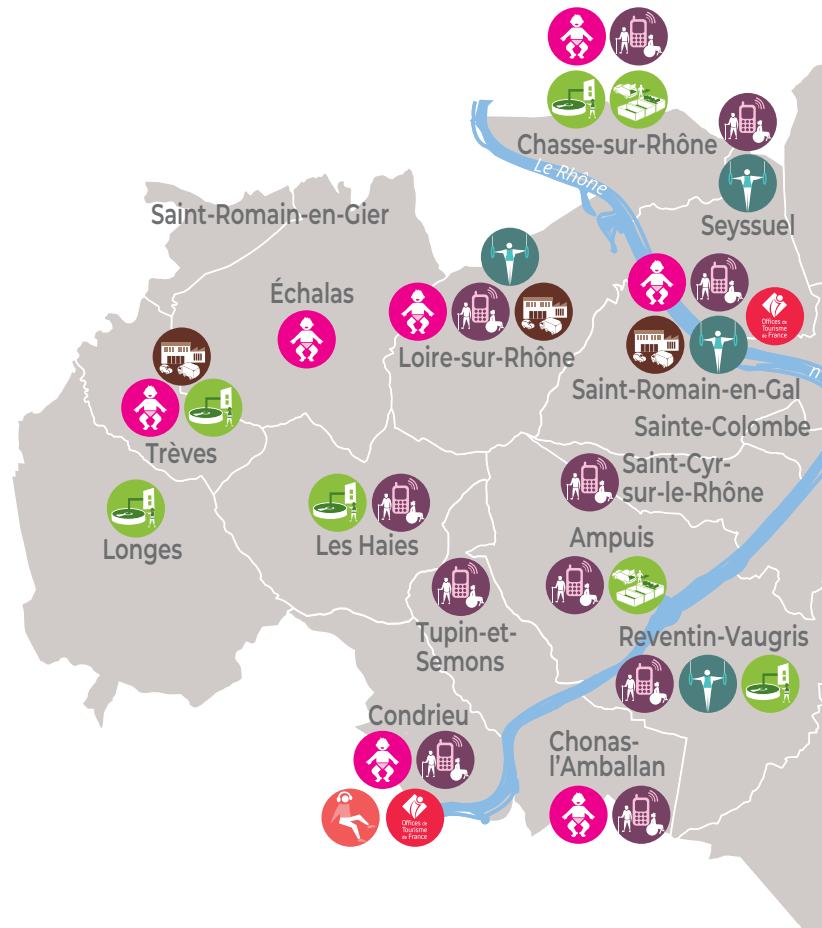 Chasse-sur-Rhône
Le Rhône
Seyssuel
Saint-Romain-en-Gier
Échalas
Loire-sur-Rhône
Offices de
Tourisme
de France
Saint-Romain-en-Gal
Sainte-Colombe
Trèves
Saint-Cyr-
sur-le-Rhône
Longes
Les Haies
Ampuis
Tupin-et-
Semons
Reventin-Vaugris
Condrieu
Chonas-
l'Amballan
Offices de
Tourisme
de France